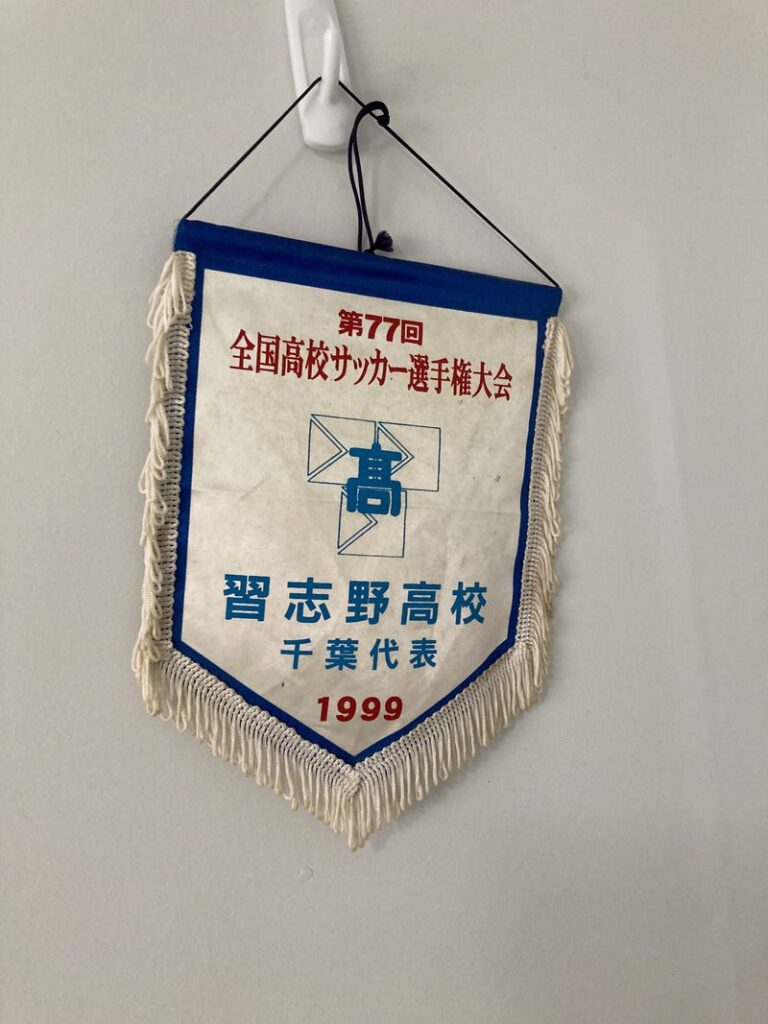 第77回
全国高校サッカー選手権大会
高
習志野高校
千葉代表
1999